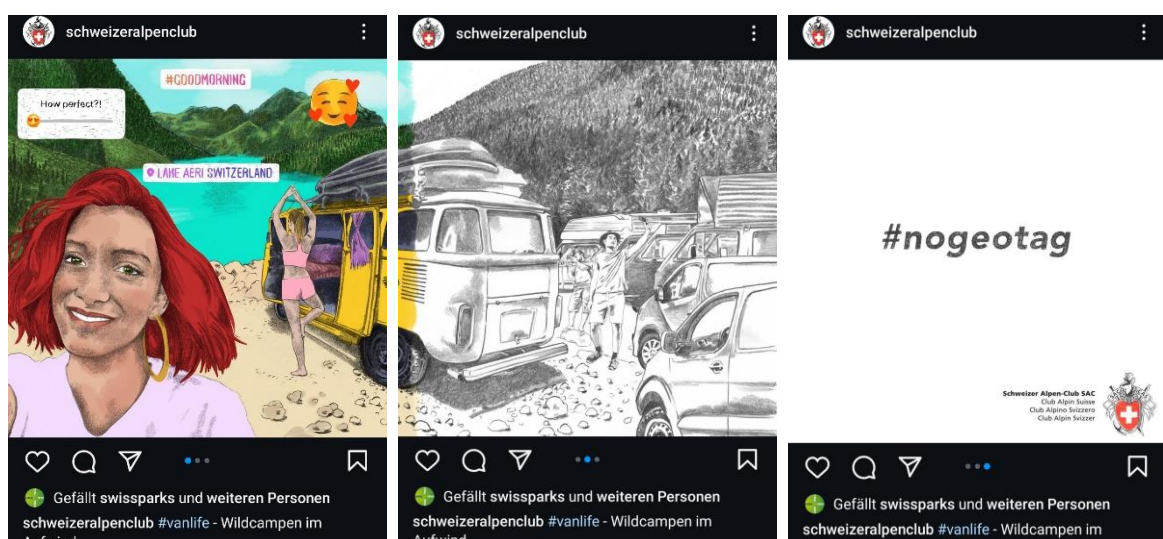 schweizeralpenclub
#GOODMORNING
How perfect?!
LAKE AERI SWITZERLAND
Gefällt swissparks und weiteren Personen
schweizeralpenclub #vanlife - Wildcampen im
schweizeralpenclub
Gefällt swissparks und weiteren Personen
schweizeralpenclub #vanlife - Wildcampen im
Aufwind
schweizeralpenclub
#nogeotag
Schweizer Alpen-Club SAC
Club Alpin Suisse
Club Alpino Svizzero
Club Alpin Svizzer
Gefällt swissparks und weiteren Personen
schweizeralpenclub #vanlife - Wildcampen im